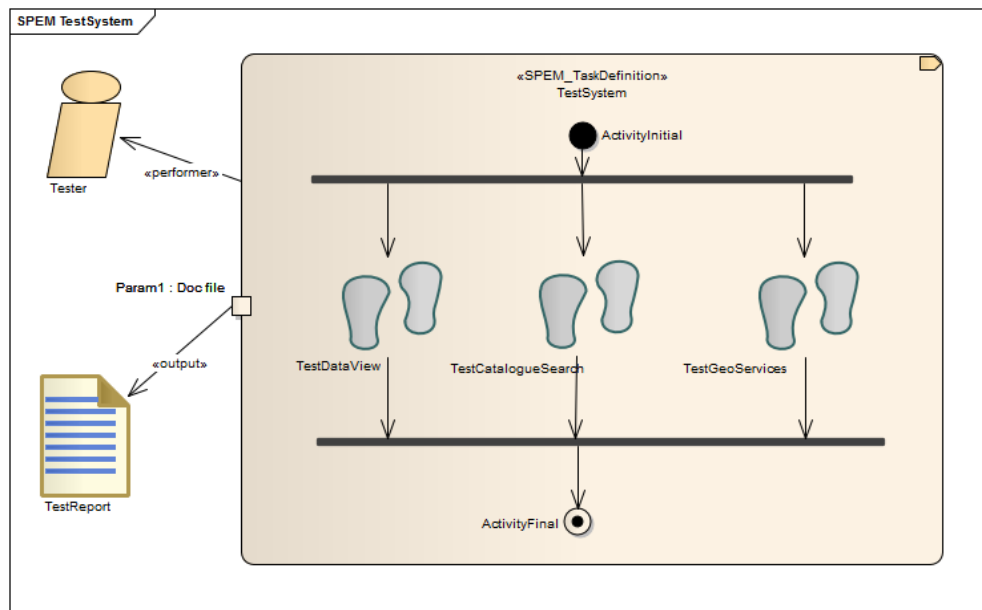 SPEM TestSystem
«SPEM_TaskDefinition»
TestSystem
ActivityInitial
«performer»
Tester
Param1 : Doc file
TestDataView
TestCatalogueSearch
TestGeoServices
«output»
TestReport
ActivityFinal